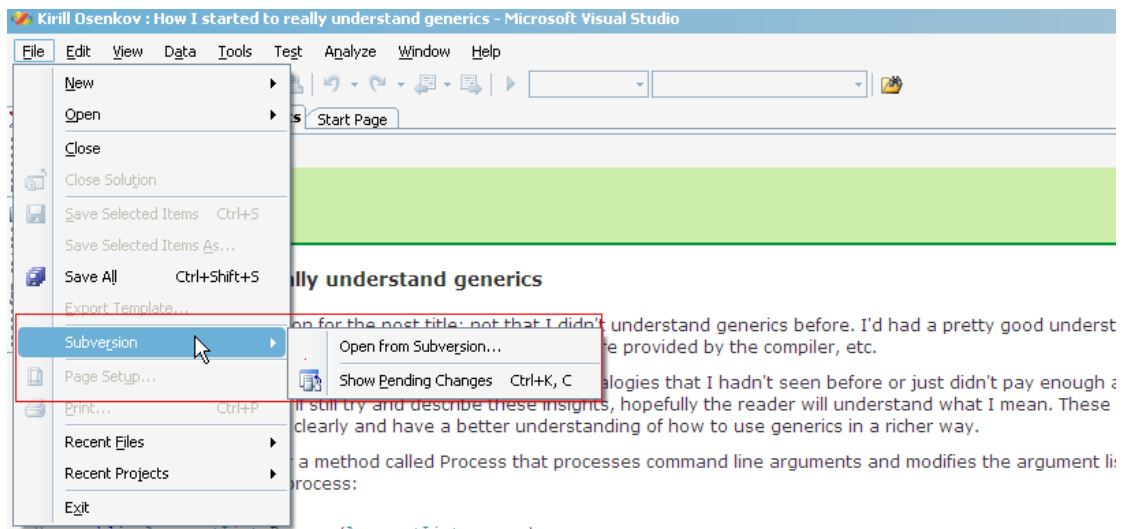 Kirill Osenkov : How I started to really understand generics - Microsoft Visual Studio
File Edit View Data Tools Test Analyze Window Help
New
Open
Start Page
Close
Close Solution
Save Selected Items Ctrl+S
Save Selected Items As...
Save All Ctrl+Shift+S
lly understand generics
Export Template...
on for the post title: not that I didn't understand generics before. I'd had a pretty good underst
Subversion
Open from Subversion...
re provided by the compiler, etc.
Page Setup...
Show Pending Changes Ctrl+K, C
alogies that I hadn't seen before or just didn't pay enough a
Print... Ctrl+P
ll still try and describe these insights, hopefully the reader will understand what I mean. These
clearly and have a better understanding of how to use generics in a richer way.
Recent Files
a method called Process that processes command line arguments and modifies the argument li
Recent Projects
process:
Exit